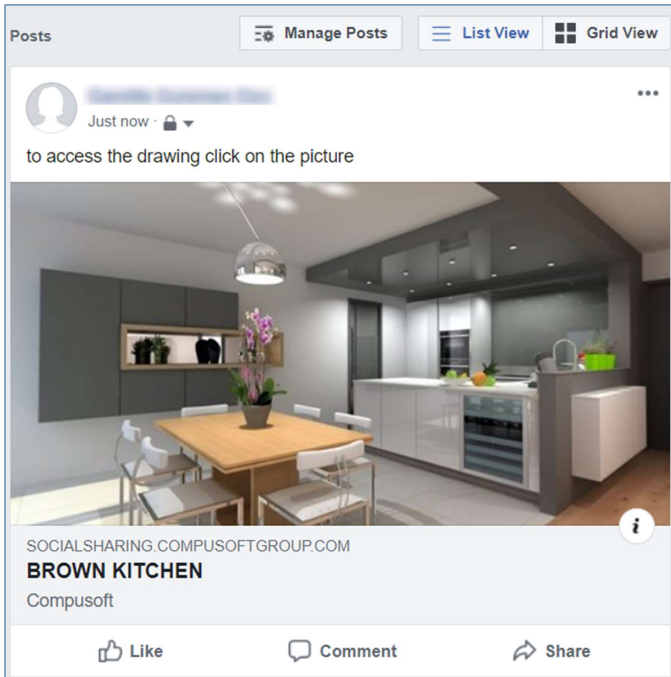 Posts
Manage Posts
List View
Grid View
Just now ·
to access the drawing click on the picture
i
SOCIALSHARING.COMPUSOFTGROUP.COM
BROWN KITCHEN
Compusoft
Like
Comment
Share